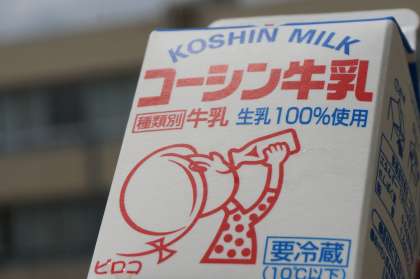 KOSHIN MILK
コーシン牛乳
種類別 牛乳 生乳100%使用
ピロコ
要冷蔵
(10℃以下)